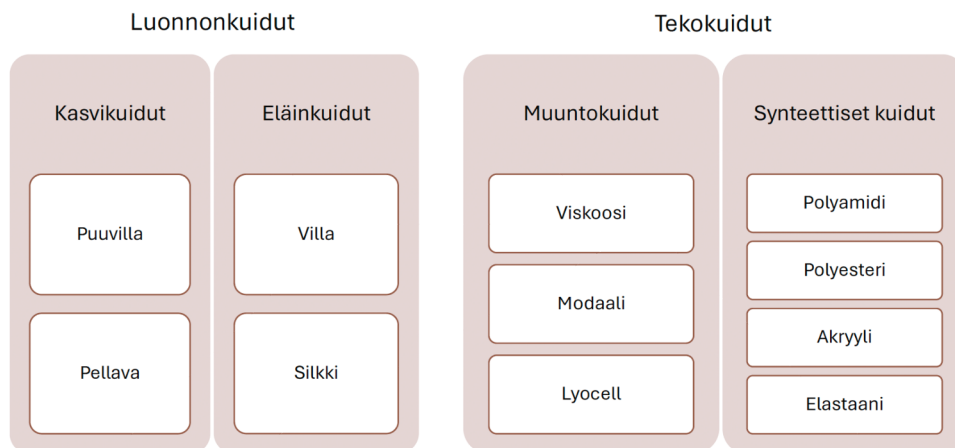 Luonnonkuidut
Kasvikuidut
Puuvilla
Pellava
Eläinkuidut
Villa
Silkki
Tekokuidut
Muuntokuidut
Viskoosi
Modaali
Lyocell
Synteettiset kuidut
Polyamidi
Polyesteri
Akryyli
Elastaani